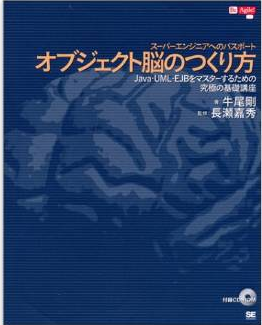 Be Agile!
スーパーエンジニアへのパスポート
オブジェクト脳のつくり方
Java・UML・EJBをマスターするための
究極の基礎講座
著 牛尾剛
監修 長瀬嘉秀
付録CD-ROM
SE